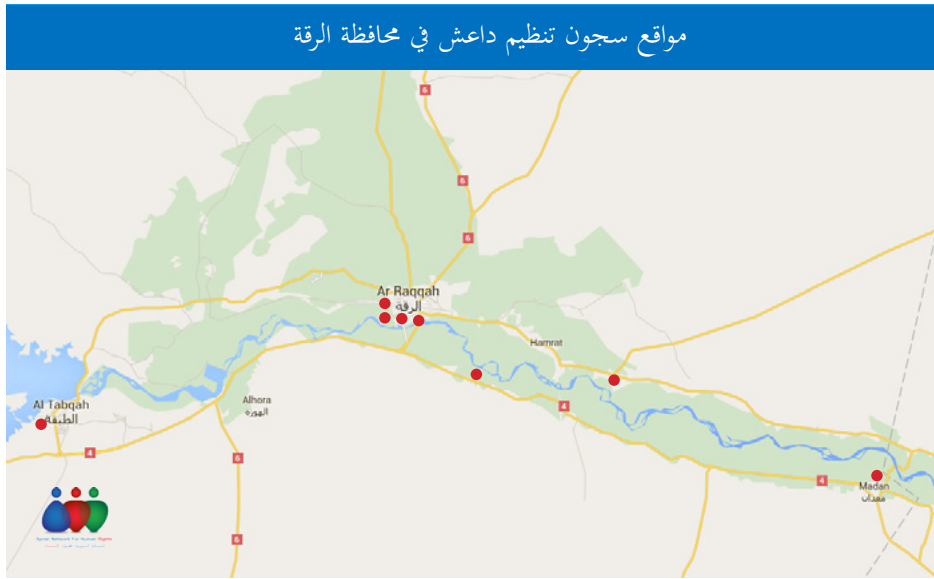 مواقع سجون تنظيم داعش في محافظة الرقة
6
6
6
Ar Raqqah
الرقة
Hamrat
Alhora
الهورة
4
Al Tabqah
الطبقة
4
6
4
Madan
معدان
6
Syrian Network For Human Rights